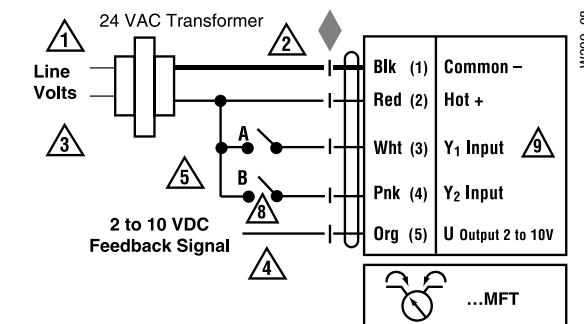 24 VAC Transformer
1
2
Line
Volts
3
Blk (1) Common –
Red (2) Hot +
A
Wht (3) Y₁ Input 9
5
B
Pnk (4) Y₂ Input
8
2 to 10 VDC
Feedback Signal
Org (5) U Output 2 to 10V
4
...MFT